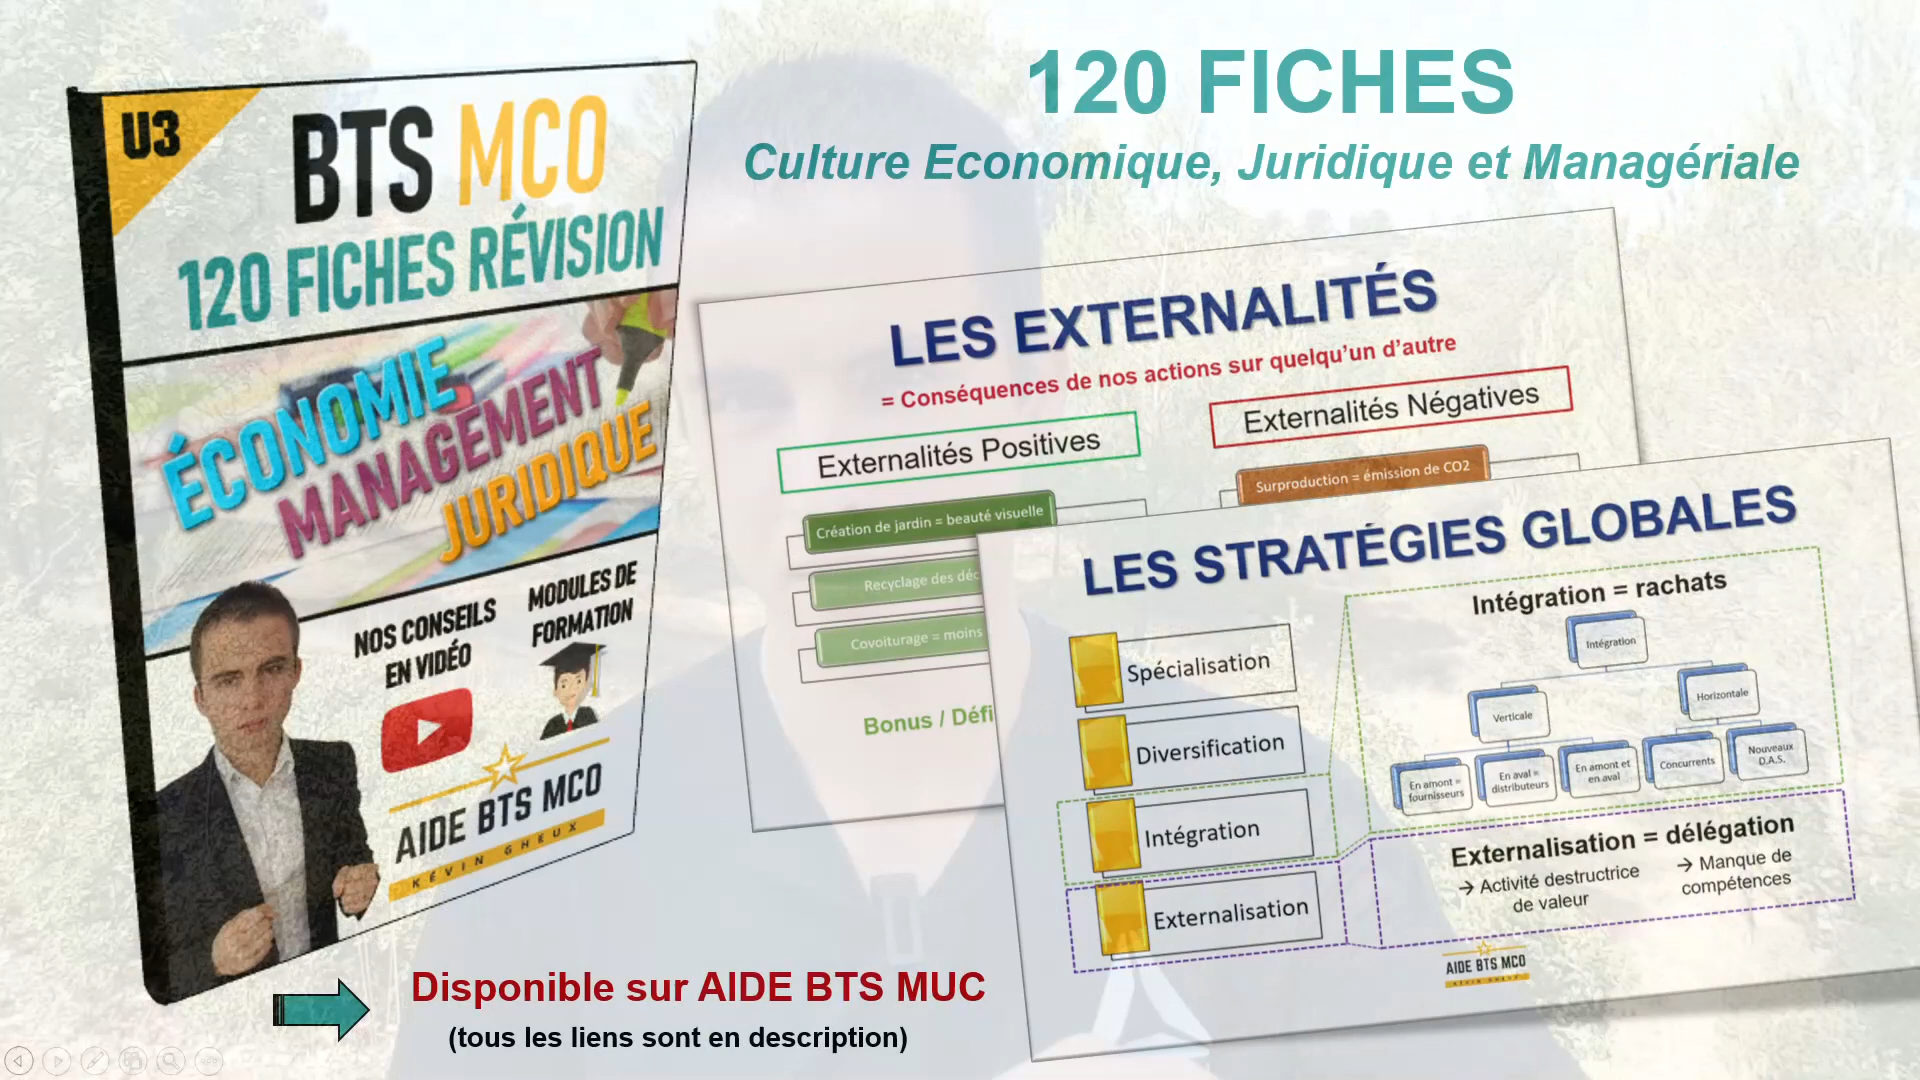 120 FICHES
Culture Economique, Juridique et Managériale
U3
BTS MCO
120 FICHES RÉVISION
ÉCONOMIE
MANAGEMENT
JURIDIQUE
NOS CONSEILS
EN VIDÉO
MODULES DE
FORMATION
AIDE BTS MCO
KÉVIN GHEUX
LES EXTERNALITÉS
= Conséquences de nos actions sur quelqu'un d'autre
Externalités Positives
Externalités Négatives
Création de jardin = beauté visuelle
Surproduction = émission de CO2
Recyclage des déc
Covoiturage = moins
Bonus / Défi
LES STRATÉGIES GLOBALES
Spécialisation
Diversification
Intégration
Externalisation
Intégration = rachats
Intégration
Verticale
Horizontale
En amont =
fournisseurs
En aval =
distributeurs
En amont et
en aval
Concurrents
Nouveaux
D.A.S.
Externalisation = délégation
→ Activité destructrice
de valeur
→ Manque de
compétences
AIDE BTS MCO
KÉVIN GHEUX
Disponible sur AIDE BTS MUC
(tous les liens sont en description)